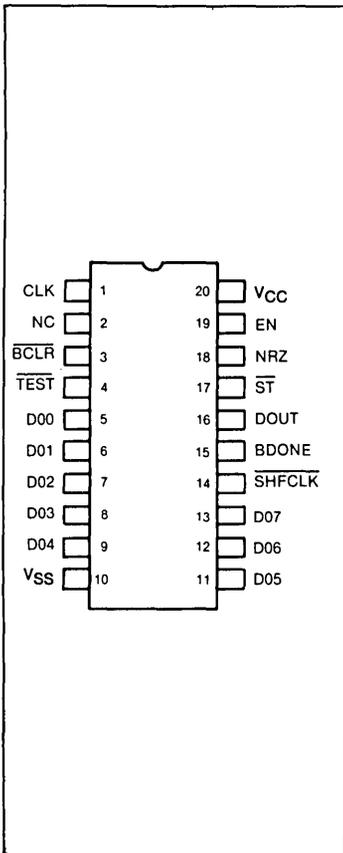 CLK 1 20 VCC
NC 2 19 EN
BCLR 3 18 NRZ
TEST 4 17 ST
D00 5 16 DOUT
D01 6 15 BDONE
D02 7 14 SHFCLK
D03 8 13 D07
D04 9 12 D06
VSS 10 11 D05